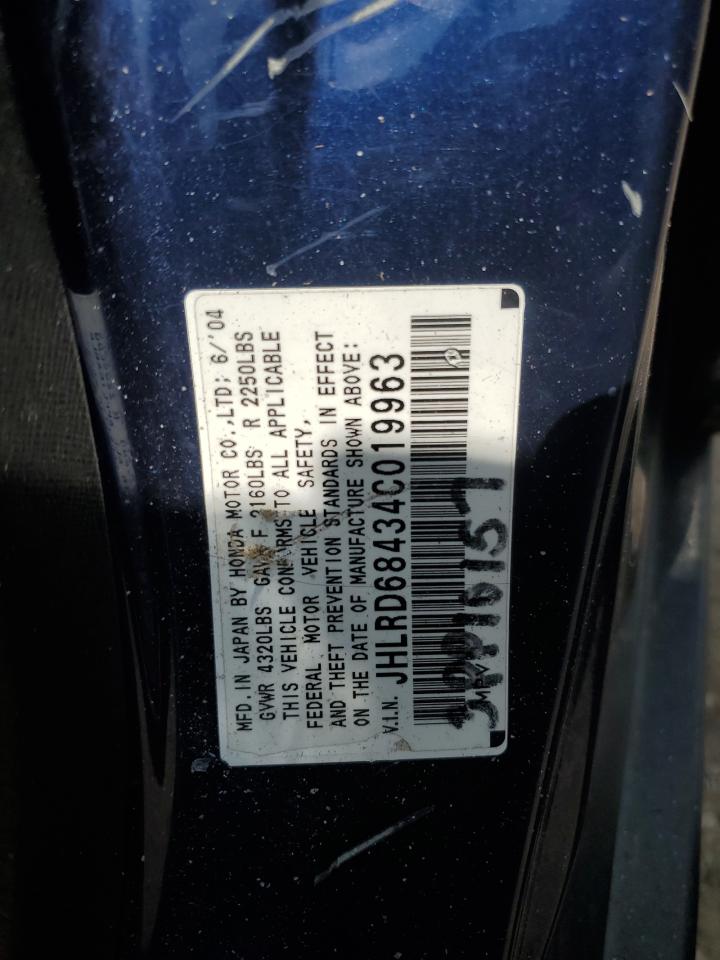 MFD. IN JAPAN BY HONDA MOTOR CO.,LTD; 6/'04
GVWR 4320LBS GAWR F 2160LBS R 2250LBS
THIS VEHICLE CONFORMS TO ALL APPLICABLE
FEDERAL MOTOR VEHICLE SAFETY,
AND THEFT PREVENTION STANDARDS IN EFFECT
ON THE DATE OF MANUFACTURE SHOWN ABOVE:
V.I.N. JHLRD68434C019963
MPV